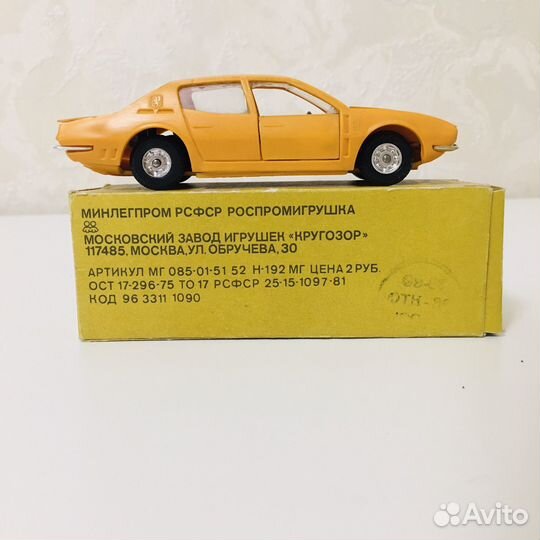 МИНЛЕГПРОМ РСФСР РОСПРОМИГРУШКА
МОСКОВСКИЙ ЗАВОД ИГРУШЕК «КРУГОЗОР»
117485, МОСКВА,УЛ. ОБРУЧЕВА, 30
АРТИКУЛ МГ 085-01-51 52 Н-192 МГ ЦЕНА 2 РУБ.
ОСТ 17-296-75 ТО 17 РСФСР 25-15-1097-81
КОД 96 3311 1090
Avito